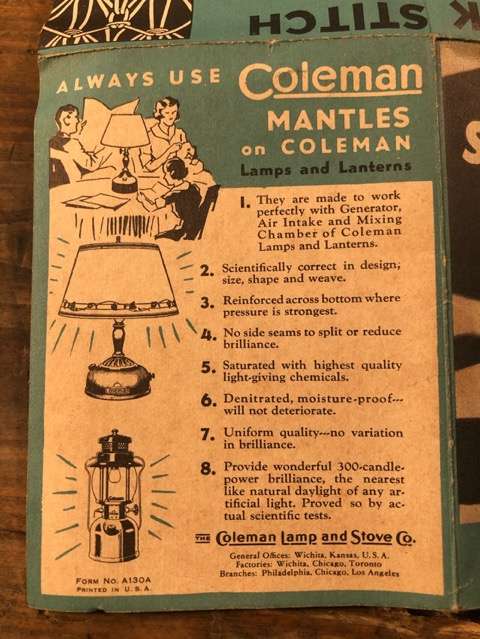 K STITCH
ALWAYS USE Coleman
MANTLES
on COLEMAN
Lamps and Lanterns
1. They are made to work
perfectly with Generator,
Air Intake and Mixing
Chamber of Coleman
Lamps and Lanterns.
2. Scientifically correct in design,
size, shape and weave.
3. Reinforced across bottom where
pressure is strongest.
4. No side seams to split or reduce
brilliance.
5. Saturated with highest quality
light-giving chemicals.
6. Denitrated, moisture-proof---
will not deteriorate.
7. Uniform quality---no variation
in brilliance.
8. Provide wonderful 300-candle-
power brilliance, the nearest
like natural daylight of any ar-
tificial light. Proved so by ac-
tual scientific tests.
THE Coleman Lamp and Stove Co.
General Offices: Wichita, Kansas, U. S. A.
Factories: Wichita, Chicago, Toronto
Branches: Philadelphia, Chicago, Los Angeles
FORM NO. A130A
PRINTED IN U. S. A.
S